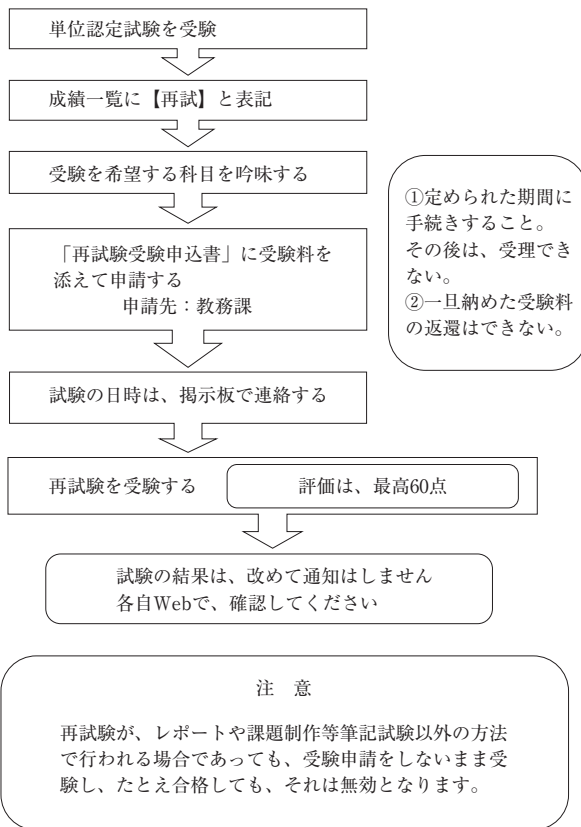 単位認定試験を受験
成績一覧に【再試】と表記
受験を希望する科目を吟味する
「再試験受験申込書」に受験料を
添えて申請する
申請先：教務課
①定められた期間に
手続きすること。
その後は、受理でき
ない。
②一旦納めた受験料
の返還はできない。
試験の日時は、掲示板で連絡する
再試験を受験する
評価は、最高60点
試験の結果は、改めて通知はしません
各自Webで、確認してください
注　意
再試験が、レポートや課題制作等筆記試験以外の方法
で行われる場合であっても、受験申請をしないまま受
験し、たとえ合格しても、それは無効となります。